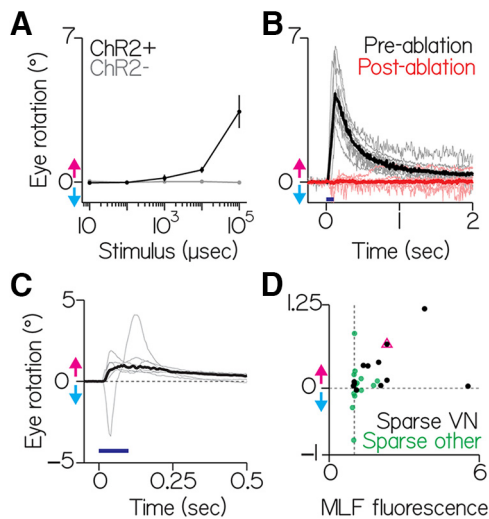 A
7
ChR2+
ChR2-
Eye rotation (°)
0
10
10³
10⁵
Stimulus (μsec)
B
7
Pre-ablation
Post-ablation
0
0
1
2
Time (sec)
C
5
Eye rotation (°)
0
−5
0
0.25
0.5
Time (sec)
D
1.25
0
−1
Sparse VN
Sparse other
0
6
MLF fluorescence